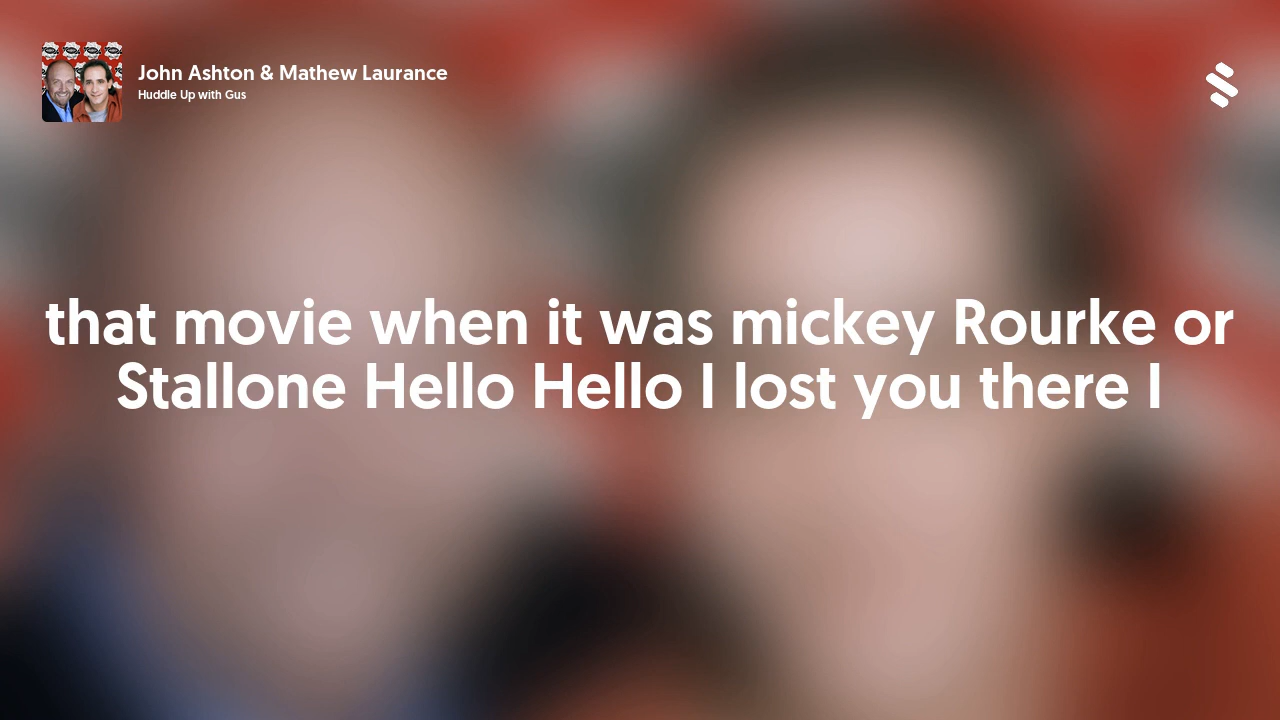 John Ashton & Mathew Laurance
Huddle Up with Gus
that movie when it was mickey Rourke or
Stallone Hello Hello I lost you there I